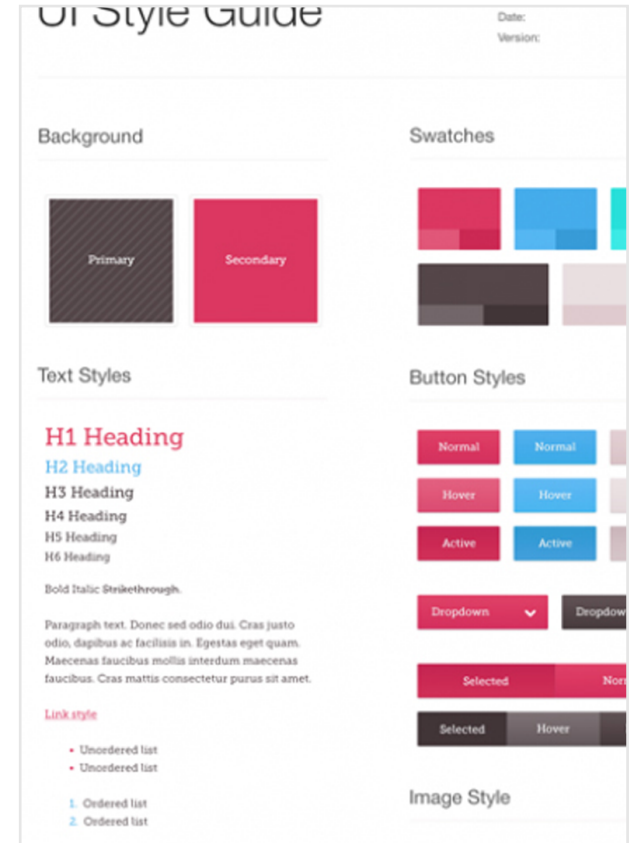 UI Style Guide
Date:
Version:
Background
Primary
Secondary
Text Styles
H1 Heading
H2 Heading
H3 Heading
H4 Heading
H5 Heading
H6 Heading
Bold Italic Strikethrough.
Paragraph text. Donec sed odio dui. Cras justo
odio, dapibus ac facilisis in. Egestas eget quam.
Maecenas faucibus mollis interdum maecenas
faucibus. Cras mattis consectetur purus sit amet.
Link style
• Unordered list
• Unordered list
1. Ordered list
2. Ordered list
Swatches
Button Styles
Normal Normal
Hover Hover
Active Active
Dropdown Dropdow
Selected Nor
Selected Hover
Image Style